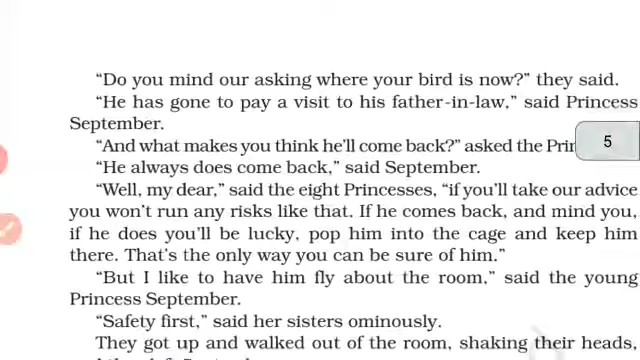 “Do you mind our asking where your bird is now?” they said.
“He has gone to pay a visit to his father-in-law,” said Princess
September.
“And what makes you think he’ll come back?” asked the
5
“He always does come back,” said September.
“Well, my dear,” said the eight Princesses, “if you’ll take our advice
you won’t run any risks like that. If he comes back, and mind you,
if he does you’ll be lucky, pop him into the cage and keep him
there. That’s the only way you can be sure of him.”
“But I like to have him fly about the room,” said the young
Princess September.
“Safety first,” said her sisters ominously.
They got up and walked out of the room, shaking their heads,